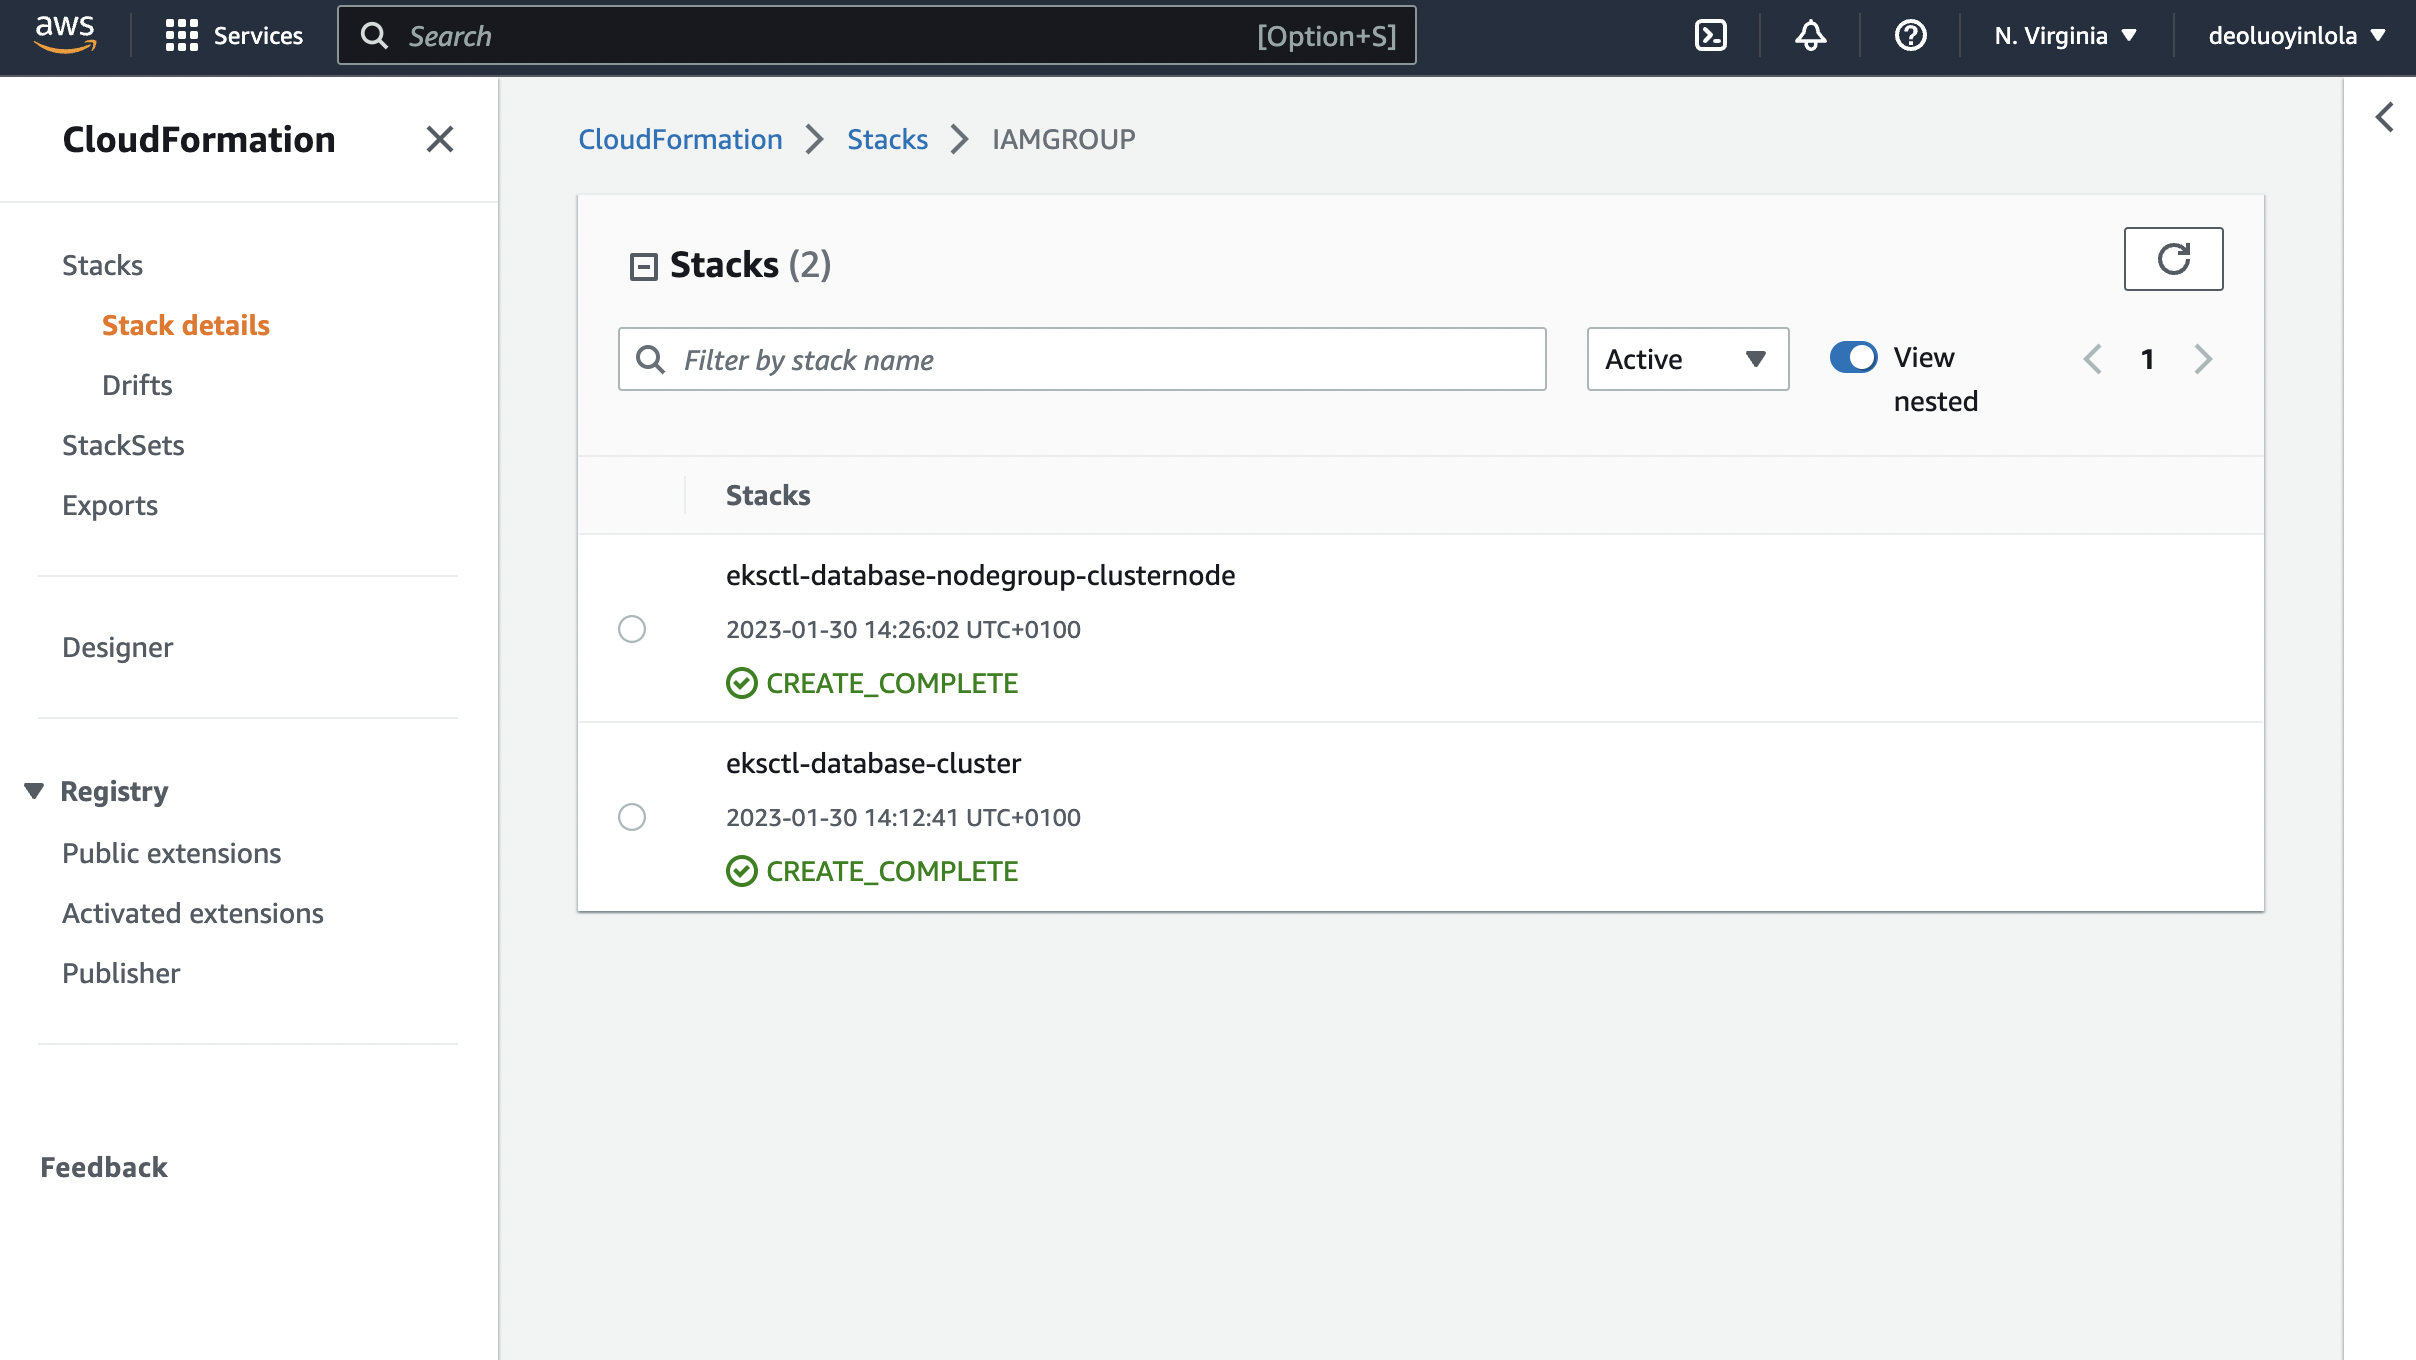 aws
Services
Search [Option+S]
N. Virginia
deoluoyinlola
CloudFormation
Stacks
Stack details
Drifts
StackSets
Exports
Designer
Registry
Public extensions
Activated extensions
Publisher
Feedback
CloudFormation Stacks IAMGROUP
Stacks (2)
Filter by stack name
Active
View
nested
1
Stacks
eksctl-database-nodegroup-clusternode
2023-01-30 14:26:02 UTC+0100
CREATE_COMPLETE
eksctl-database-cluster
2023-01-30 14:12:41 UTC+0100
CREATE_COMPLETE